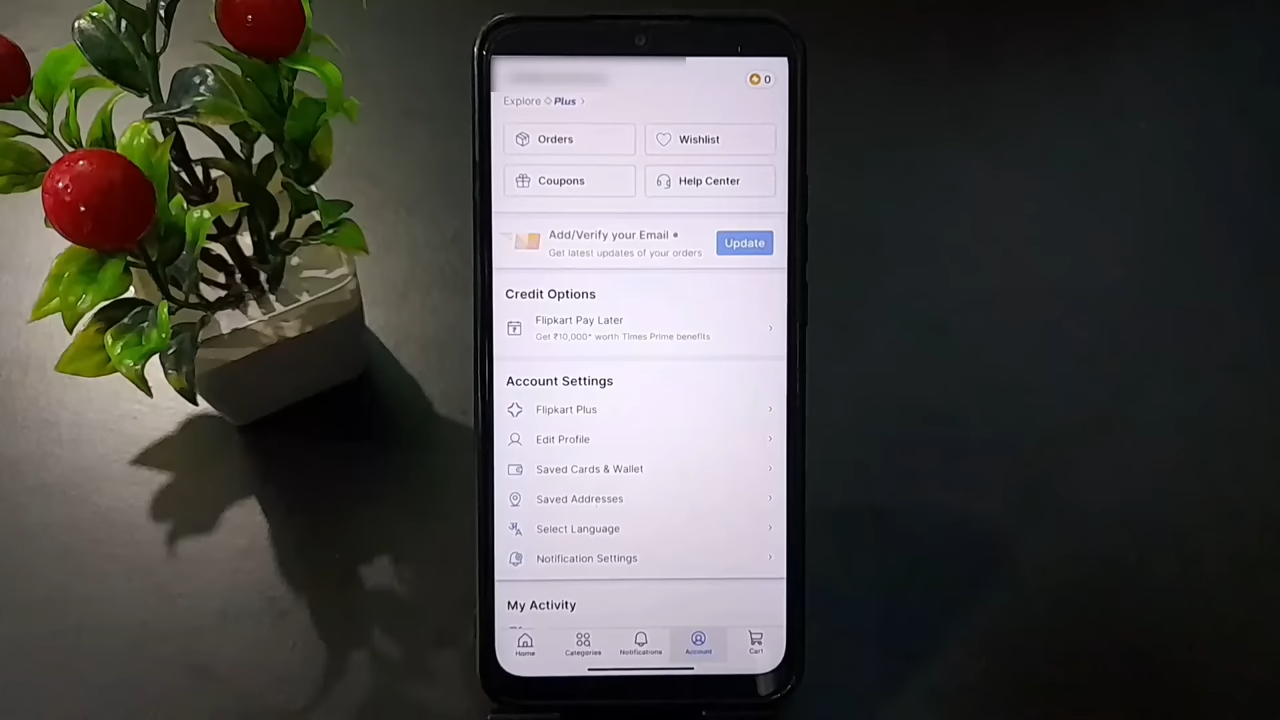 0
Explore Plus
Orders
Wishlist
Coupons
Help Center
Add/Verify your Email
Get latest updates of your orders
Update
Credit Options
Flipkart Pay Later
Get ₹10,000* worth Times Prime benefits
Account Settings
Flipkart Plus
Edit Profile
Saved Cards & Wallet
Saved Addresses
Select Language
Notification Settings
My Activity
Home
Categories
Notifications
Account
Cart